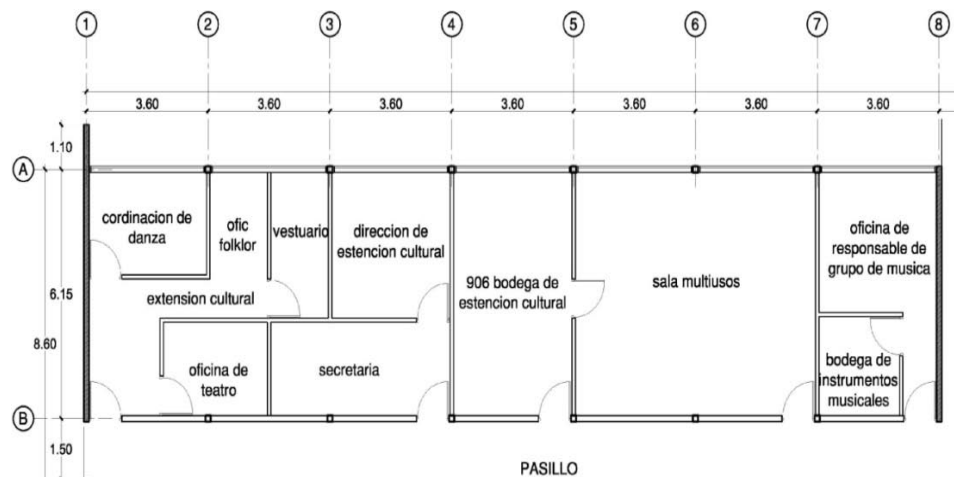 1 2 3 4 5 6 7 8
3.60 3.60 3.60 3.60 3.60 3.60 3.60
1.10
A
cordinacion de
danza
ofic
folklor
vestuario
direccion de
estencion cultural
oficina de
responsable de
grupo de musica
906 bodega de
estencion cultural
sala multiusos
extension cultural
6.15
8.60
oficina de
teatro
secretaria
bodega de
instrumentos
musicales
B
1.50
PASILLO